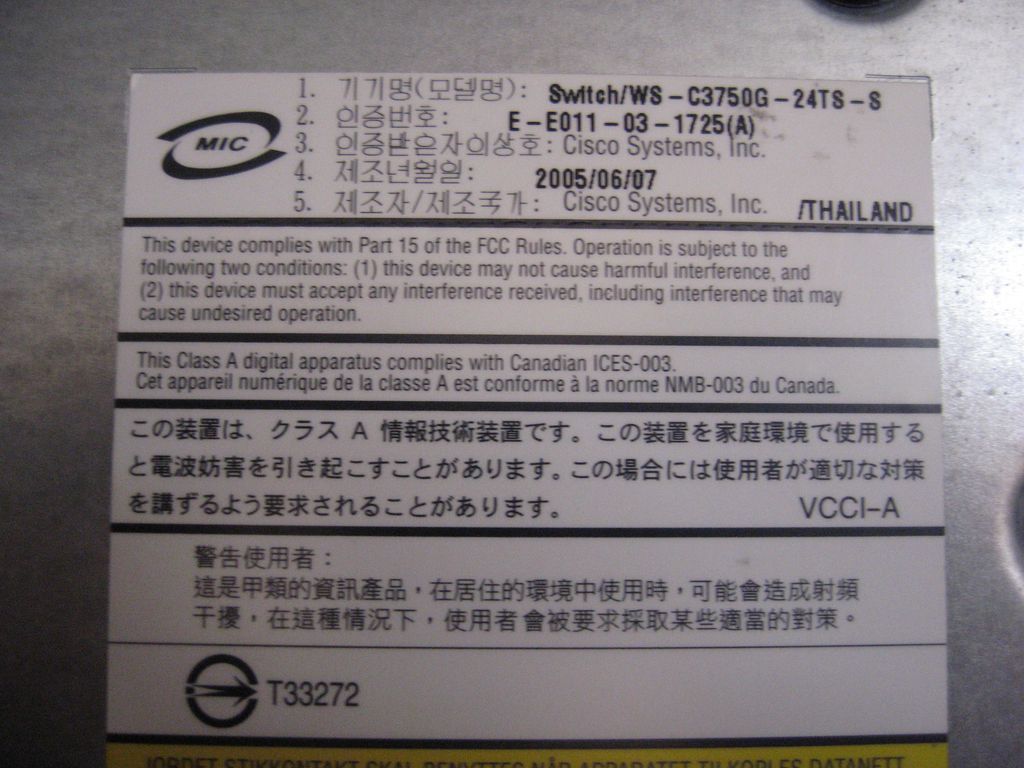 MIC
1. 기기명(모델명): Switch/WS-C3750G-24TS-S
2. 인증번호: E-E011-03-1725(A)
3. 인증받은자의상호: Cisco Systems, Inc.
4. 제조년월일: 2005/06/07
5. 제조자/제조국가: Cisco Systems, Inc. /THAILAND
This device complies with Part 15 of the FCC Rules. Operation is subject to the
following two conditions: (1) this device may not cause harmful interference, and
(2) this device must accept any interference received, including interference that may
cause undesired operation.
This Class A digital apparatus complies with Canadian ICES-003.
Cet appareil numérique de la classe A est conforme à la norme NMB-003 du Canada.
この装置は、クラス A 情報技術装置です。この装置を家庭環境で使用する
と電波妨害を引き起こすことがあります。この場合には使用者が適切な対策
を講ずるよう要求されることがあります。 VCCI-A
警告使用者：
這是甲類的資訊產品，在居住的環境中使用時，可能會造成射頻
干擾，在這種情況下，使用者會被要求採取某些適當的對策。
T33272
JORDET STIKKONTAKT SKAL BENYTTES NÅR APPARATET TILKOPLES DATANETT